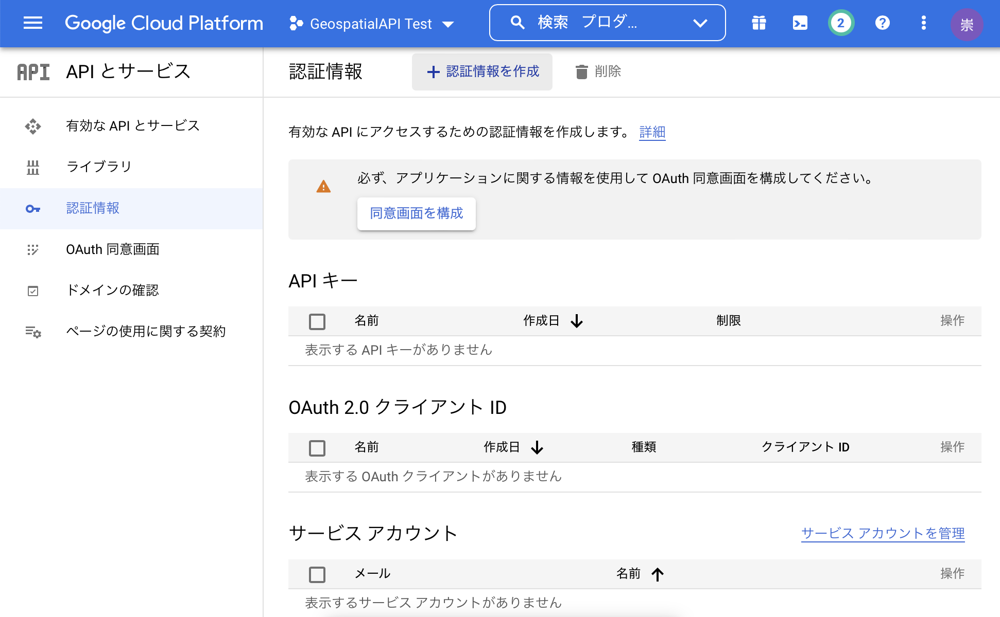 Google Cloud Platform
GeospatialAPI Test
検索 プロダ...
2
?
崇
API API とサービス
認証情報
+ 認証情報を作成
削除
有効な API とサービス
ライブラリ
認証情報
OAuth 同意画面
ドメインの確認
ページの使用に関する契約
有効な API にアクセスするための認証情報を作成します。 詳細
必ず、アプリケーションに関する情報を使用して OAuth 同意画面を構成してください。
同意画面を構成
API キー
名前 作成日 制限 操作
表示する API キーがありません
OAuth 2.0 クライアント ID
名前 作成日 種類 クライアント ID 操作
表示する OAuth クライアントがありません
サービス アカウント
サービス アカウントを管理
メール 名前 操作
表示するサービス アカウントがありません